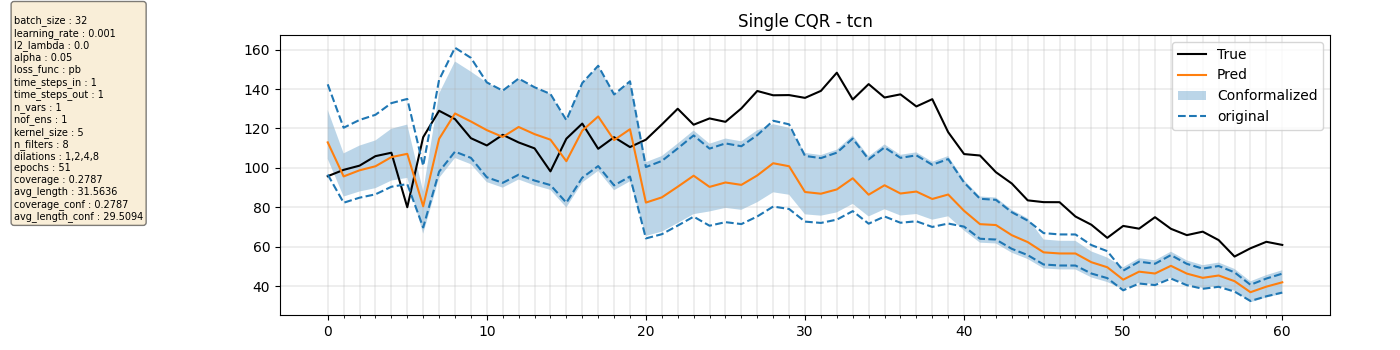 batch_size : 32
learning_rate : 0.001
l2_lambda : 0.0
alpha : 0.05
loss_func : pb
time_steps_in : 1
time_steps_out : 1
n_vars : 1
nof_ens : 1
kernel_size : 5
n_filters : 8
dilations : 1,2,4,8
epochs : 51
coverage : 0.2787
avg_length : 31.5636
coverage_conf : 0.2787
avg_length_conf : 29.5094
Single CQR - tcn
160
140
120
100
80
60
40
0
10
20
30
40
50
60
True
Pred
Conformalized
original